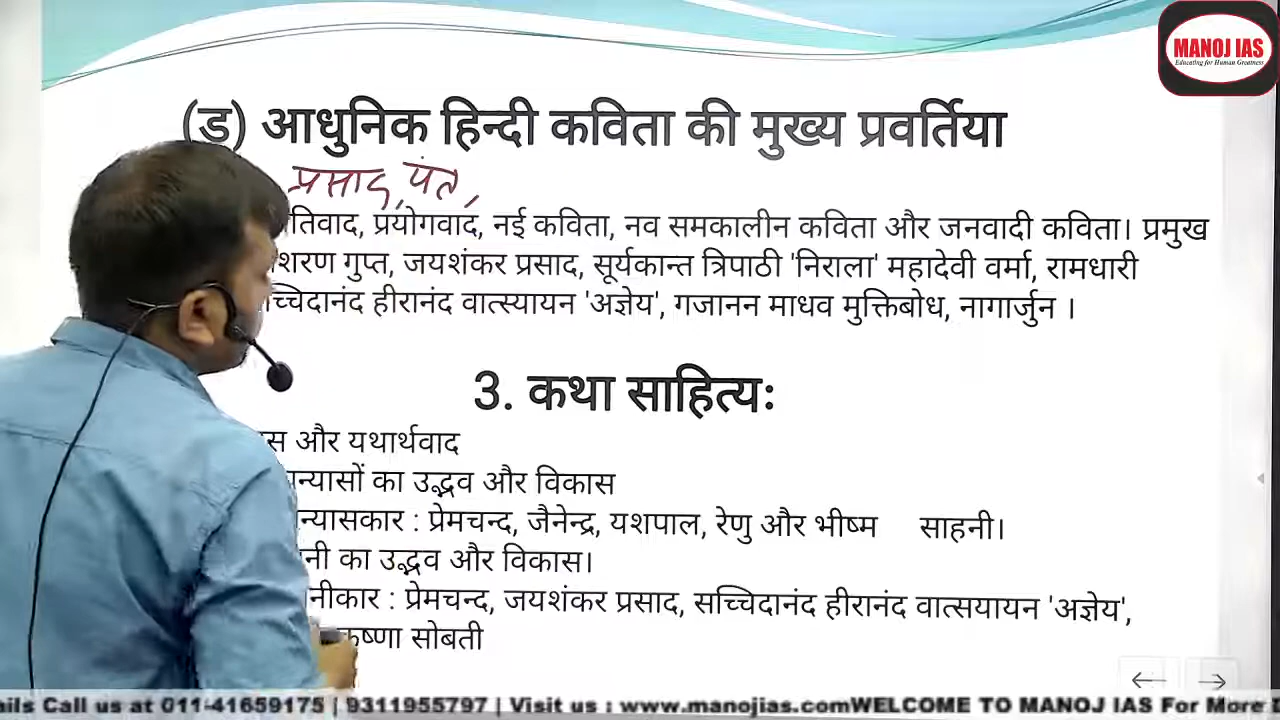 MANOJ IAS
Educating for Human Greatness
(ड) आधुनिक हिन्दी कविता की मुख्य प्रवर्तिया
प्रसाद, पंत,
प्रयोगवाद, नई कविता, नव समकालीन कविता और जनवादी कविता। प्रमुख
गुप्त, जयशंकर प्रसाद, सूर्यकान्त त्रिपाठी 'निराला' महादेवी वर्मा, रामधारी
हीरानंद वात्स्यायन 'अज्ञेय', गजानन माधव मुक्तिबोध, नागार्जुन ।
3. कथा साहित्यः
और यथार्थवाद
का उद्भव और विकास
: प्रेमचन्द, जैनेन्द्र, यशपाल, रेणु और भीष्म साहनी।
का उद्भव और विकास।
: प्रेमचन्द, जयशंकर प्रसाद, सच्चिदानंद हीरानंद वात्सयायन 'अज्ञेय',
सोबती
ails Call us at 011-41659175 | 9311955797 | Visit us : www.manojias.comWELCOME TO MANOJ IAS For More